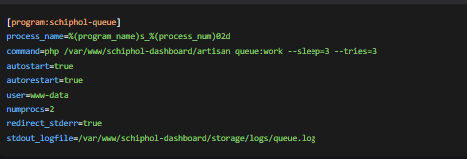 [program:schiphol-queue]
process_name=%(program_name)s_%(process_num)02d
command=php /var/www/schiphol-dashboard/artisan queue:work --sleep=3 --tries=3
autostart=true
autorestart=true
user=www-data
numprocs=2
redirect_stderr=true
stdout_logfile=/var/www/schiphol-dashboard/storage/logs/queue.log